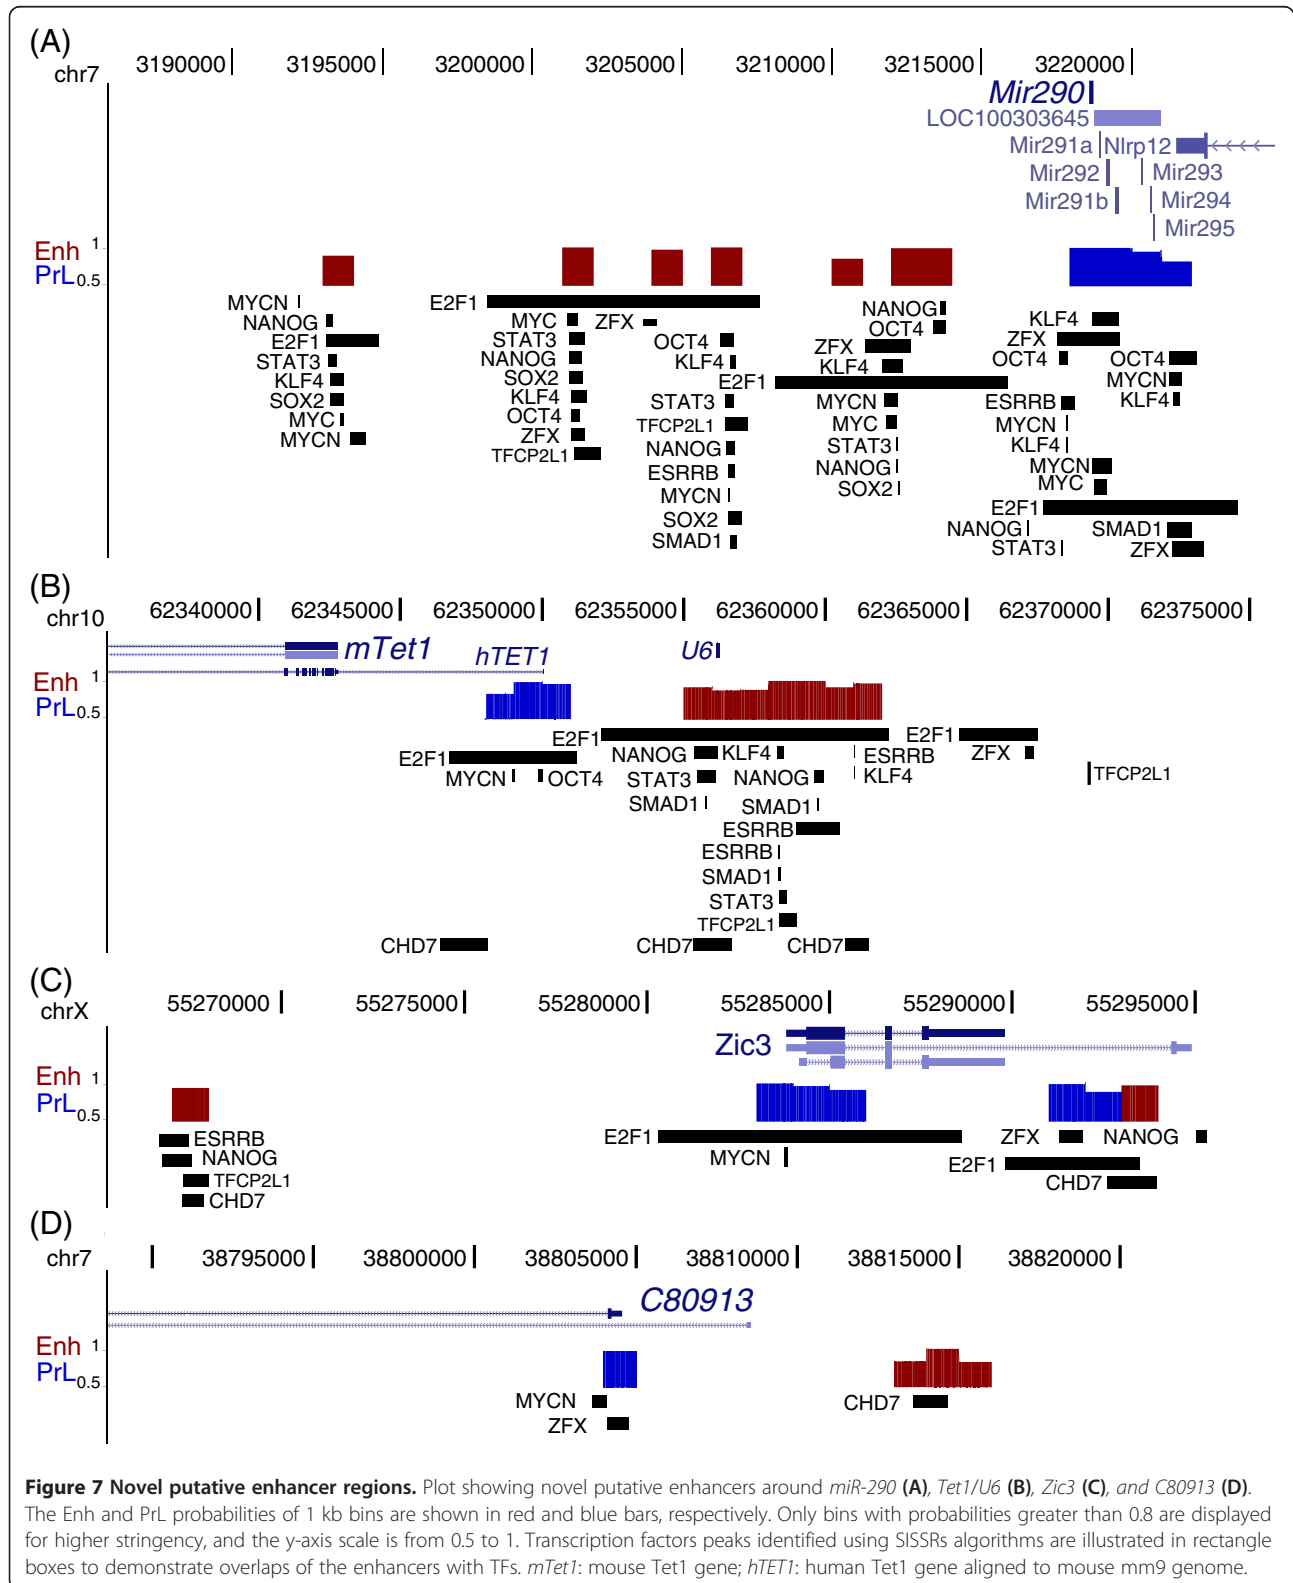 (A)
chr7 3190000 3195000 3200000 3205000 3210000 3215000 3220000
Mir290
LOC100303645
Mir291a Nlrp12
Mir292 Mir293
Mir291b Mir294
Mir295
Enh 1
PrL 0.5
MYCN E2F1 NANOG KLF4
NANOG MYC ZFX OCT4 ZFX
E2F1 STAT3 OCT4 ZFX OCT4 OCT4
STAT3 NANOG KLF4 KLF4 MYCN
KLF4 SOX2 E2F1 KLF4
SOX2 KLF4 STAT3 MYCN ESRRB
MYC OCT4 TFCP2L1 MYC MYCN
MYCN ZFX NANOG STAT3 KLF4
TFCP2L1 ESRRB NANOG MYCN
MYCN SOX2 MYC
SOX2 E2F1
SMAD1 NANOG SMAD1
STAT3 ZFX
(B)
chr10 62340000 62345000 62350000 62355000 62360000 62365000 62370000 62375000
mTet1 hTET1 U6
Enh 1
PrL 0.5
E2F1 E2F1
E2F1 NANOG KLF4 ESRRB ZFX
MYCN OCT4 STAT3 NANOG KLF4 TFCP2L1
SMAD1 SMAD1
ESRRB
ESRRB
SMAD1
STAT3
TFCP2L1
CHD7 CHD7 CHD7
(C)
chrX 55270000 55275000 55280000 55285000 55290000 55295000
Zic3
Enh 1
PrL 0.5
ESRRB E2F1 ZFX NANOG
NANOG MYCN E2F1
TFCP2L1 CHD7
CHD7
(D)
chr7 38795000 38800000 38805000 38810000 38815000 38820000
C80913
Enh 1
PrL 0.5
MYCN CHD7
ZFX
Figure 7 Novel putative enhancer regions. Plot showing novel putative enhancers around miR-290 (A), Tet1/U6 (B), Zic3 (C), and C80913 (D).
The Enh and PrL probabilities of 1 kb bins are shown in red and blue bars, respectively. Only bins with probabilities greater than 0.8 are displayed
for higher stringency, and the y-axis scale is from 0.5 to 1. Transcription factors peaks identified using SISSRs algorithms are illustrated in rectangle
boxes to demonstrate overlaps of the enhancers with TFs. mTet1: mouse Tet1 gene; hTET1: human Tet1 gene aligned to mouse mm9 genome.